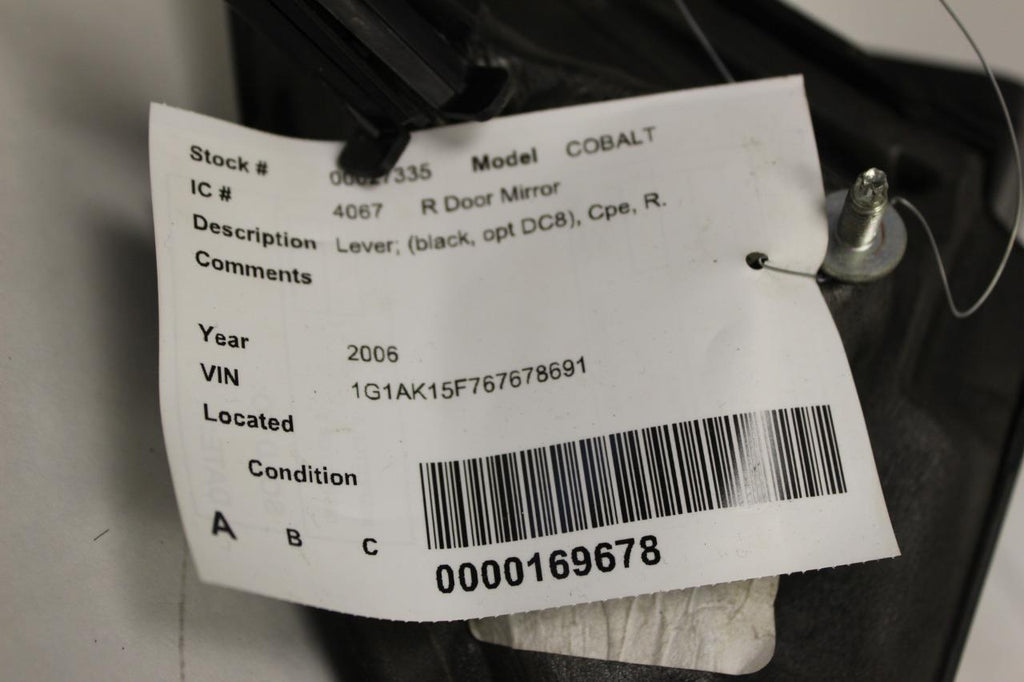 Stock # 00027335 Model COBALT
IC # 4067 R Door Mirror
Description Lever; (black, opt DC8), Cpe, R.
Comments
Year 2006
VIN 1G1AK15F767678691
Located
Condition
A B C
0000169678